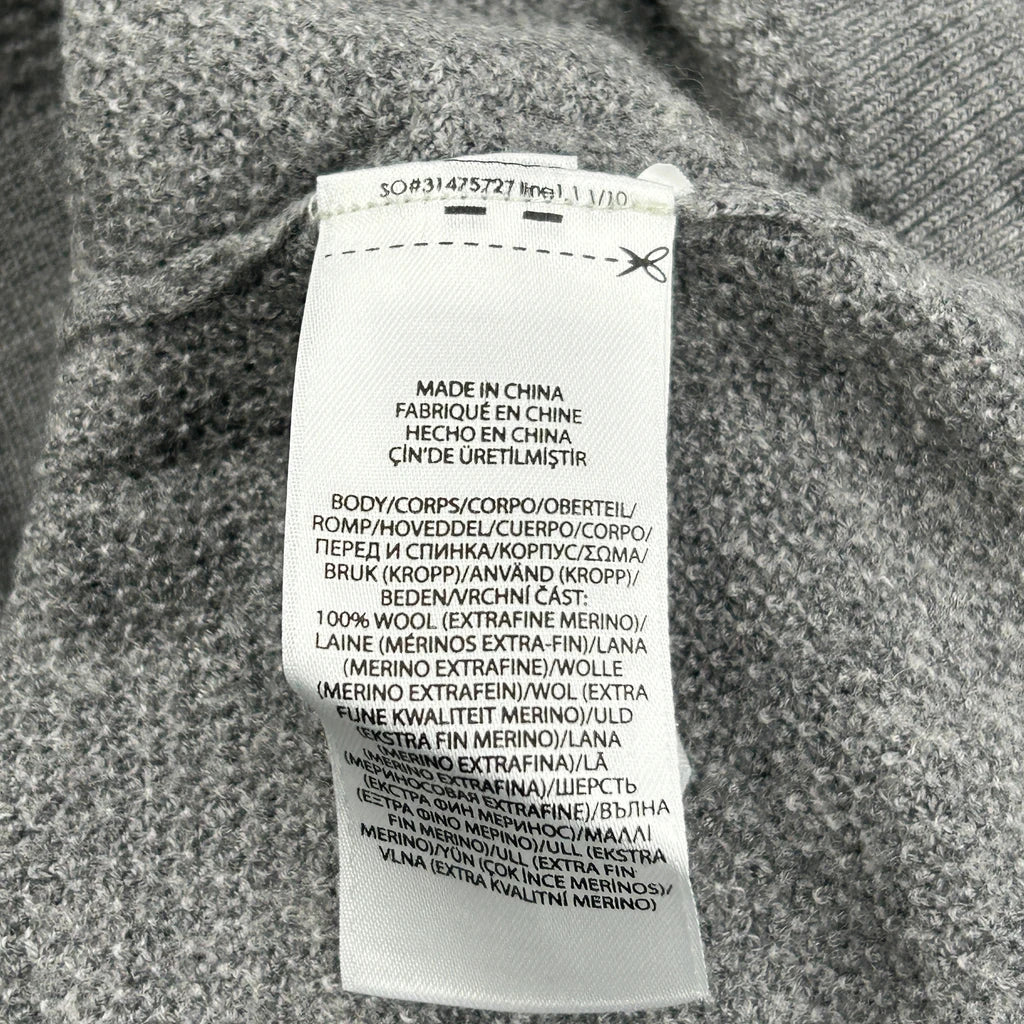 SO#31475727 line1 1 1/10
MADE IN CHINA
FABRIQUÉ EN CHINE
HECHO EN CHINA
ÇİN'DE ÜRETİLMİŞTİR
BODY/CORPS/CORPO/OBERTEIL/
ROMP/HOVEDDEL/CUERPO/CORPO/
ПЕРЕД И СПИНКА/КОРПУС/ΣΩΜΑ/
BRUK (KROPP)/ANVÄND (KROPP)/
BEDEN/VRCHNÍ ČÁST:
100% WOOL (EXTRAFINE MERINO)/
LAINE (MÉRINOS EXTRA-FIN)/LANA
(MERINO EXTRAFINE)/WOLLE
(MERINO EXTRAFEIN)/WOL (EXTRA
FIJNE KWALITEIT MERINO)/ULD
(EKSTRA FIN MERINO)/LANA
(MERINO EXTRAFINA)/LÃ
(MERINO EXTRAFINA)/ШЕРСТЬ
(МЕРИНОСОВАЯ EXTRAFINE)/ВЪЛНА
(ЕКСТРА ФИН МЕРИНОС)/ΜΑΛΛΙ
(ΕΞΤΡΑ ΦΙΝΟ ΜΕΡΙΝΟ)/ULL (EKSTRA
FIN MERINO)/ULL (EXTRA FIN
MERINO)/YÜN (ÇOK İNCE MERİNOS)/
VLNA (EXTRA KVALITNÍ MERINO)